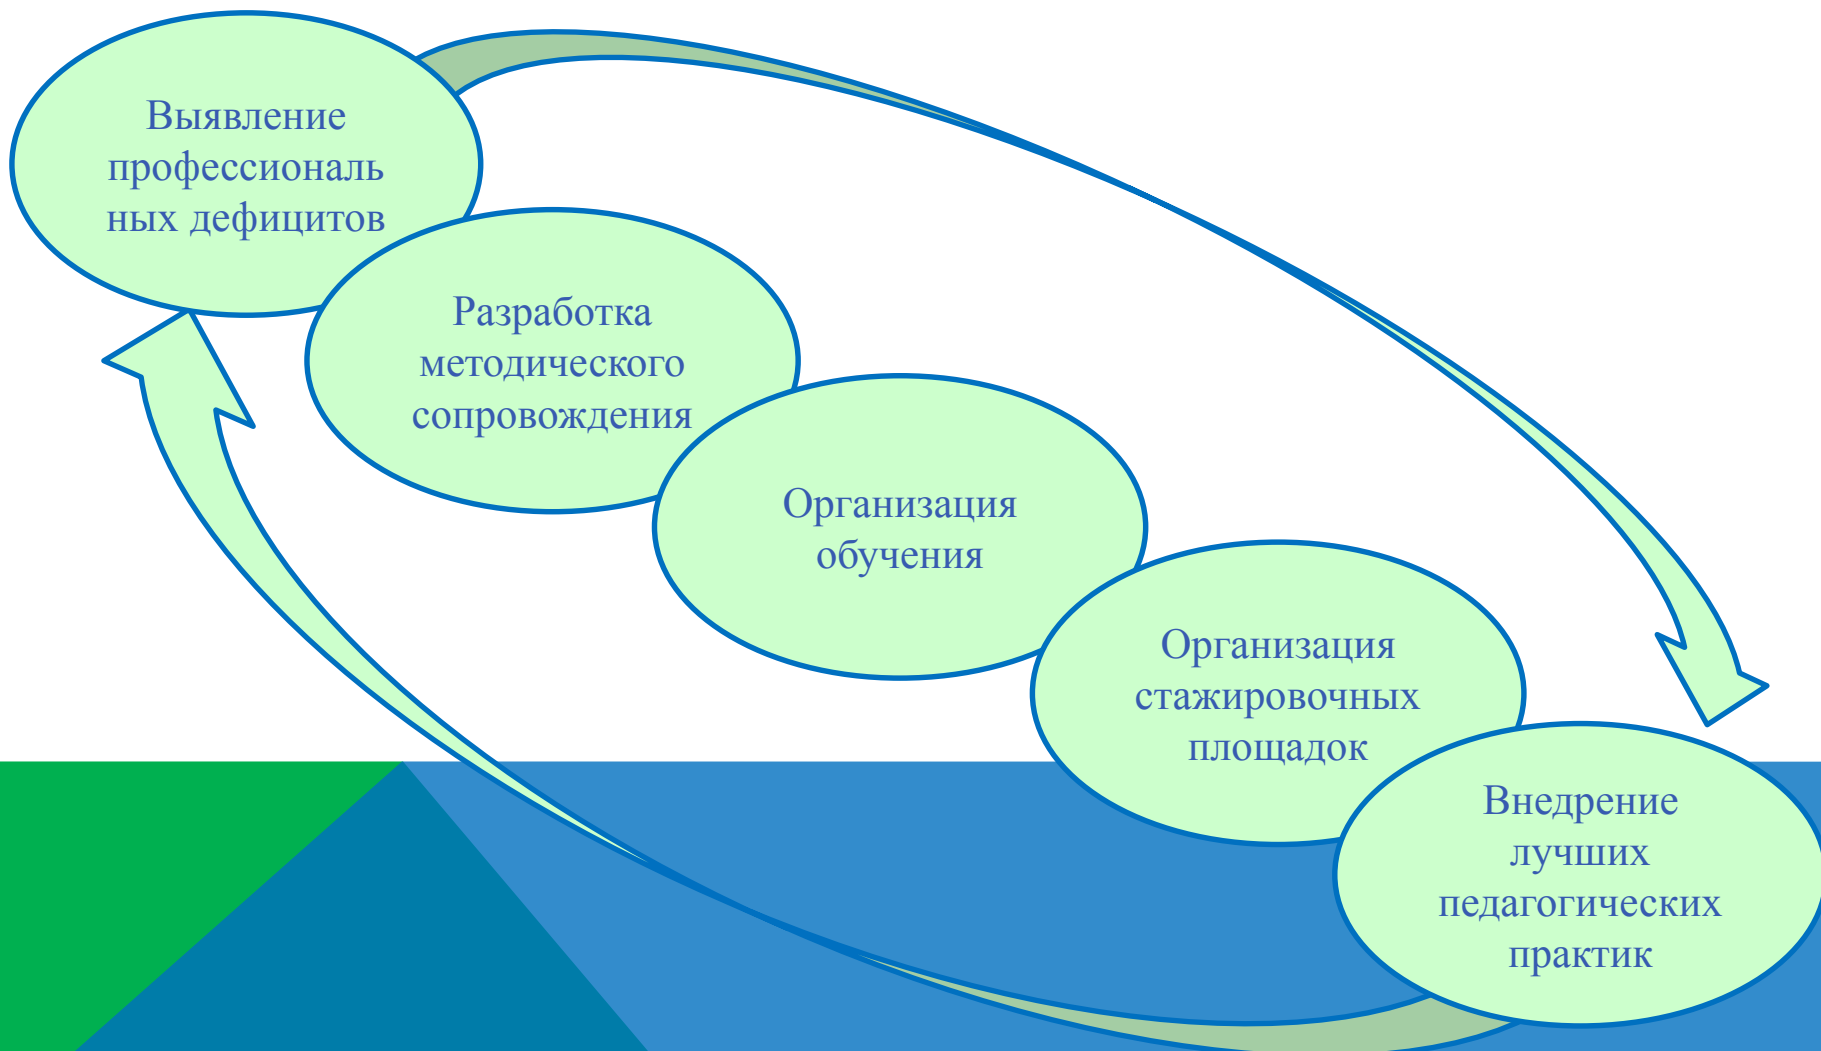 Выявление
профессиональ
ных дефицитов
Разработка
методического
сопровождения
Организация
обучения
Организация
стажировочных
площадок
Внедрение
лучших
педагогических
практик